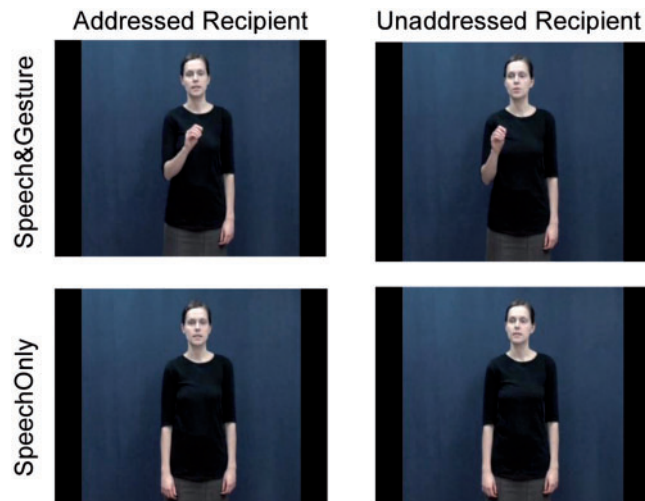 Addressed Recipient
Unaddressed Recipient
Speech&Gesture
SpeechOnly